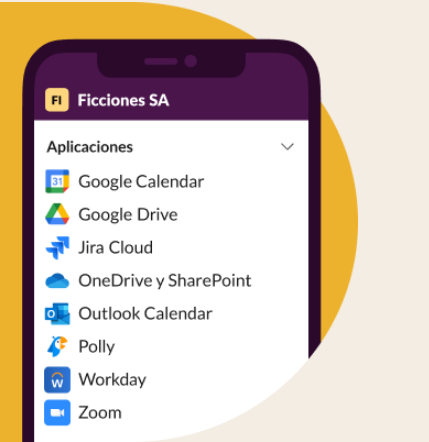 FI Ficciones SA
Aplicaciones
31 Google Calendar
Google Drive
Jira Cloud
OneDrive y SharePoint
O Outlook Calendar
Polly
W Workday
Zoom